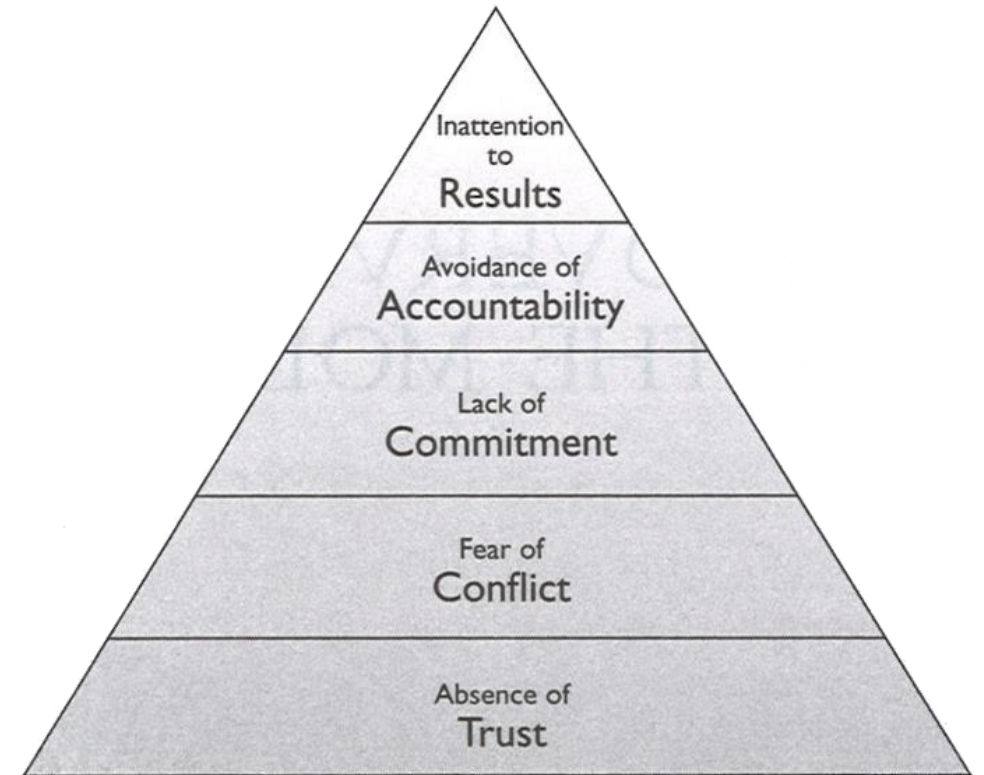 Inattention
to
Results
Avoidance of
Accountability
Lack of
Commitment
Fear of
Conflict
Absence of
Trust